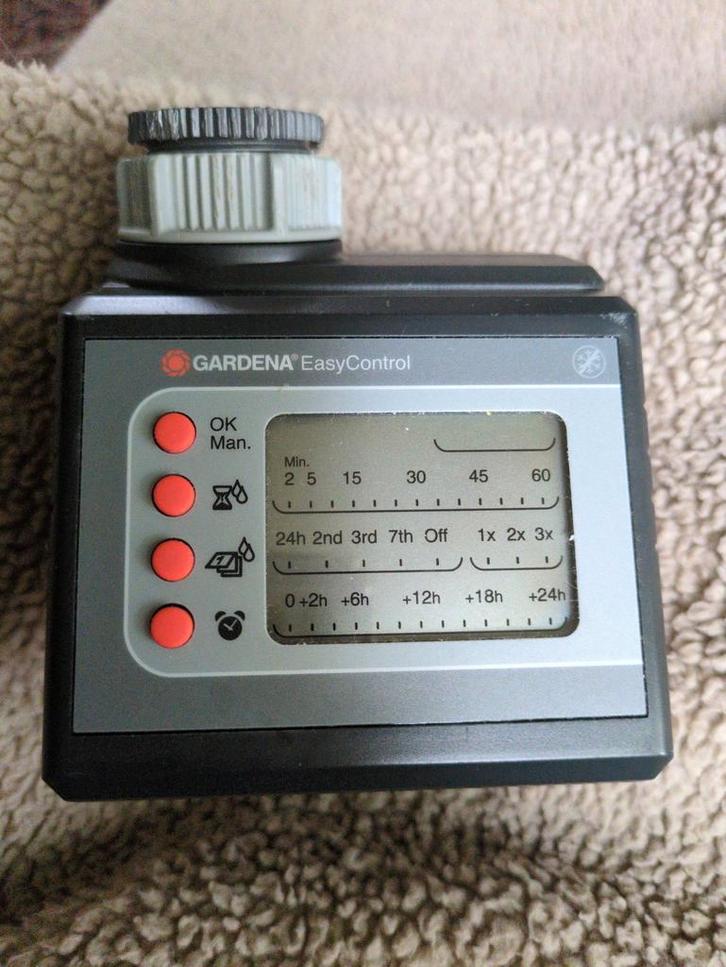 GARDENA® EasyControl
OK
Man.
Min.
2 5 15 30 45 60
24h 2nd 3rd 7th Off 1x 2x 3x
0 +2h +6h +12h +18h +24h